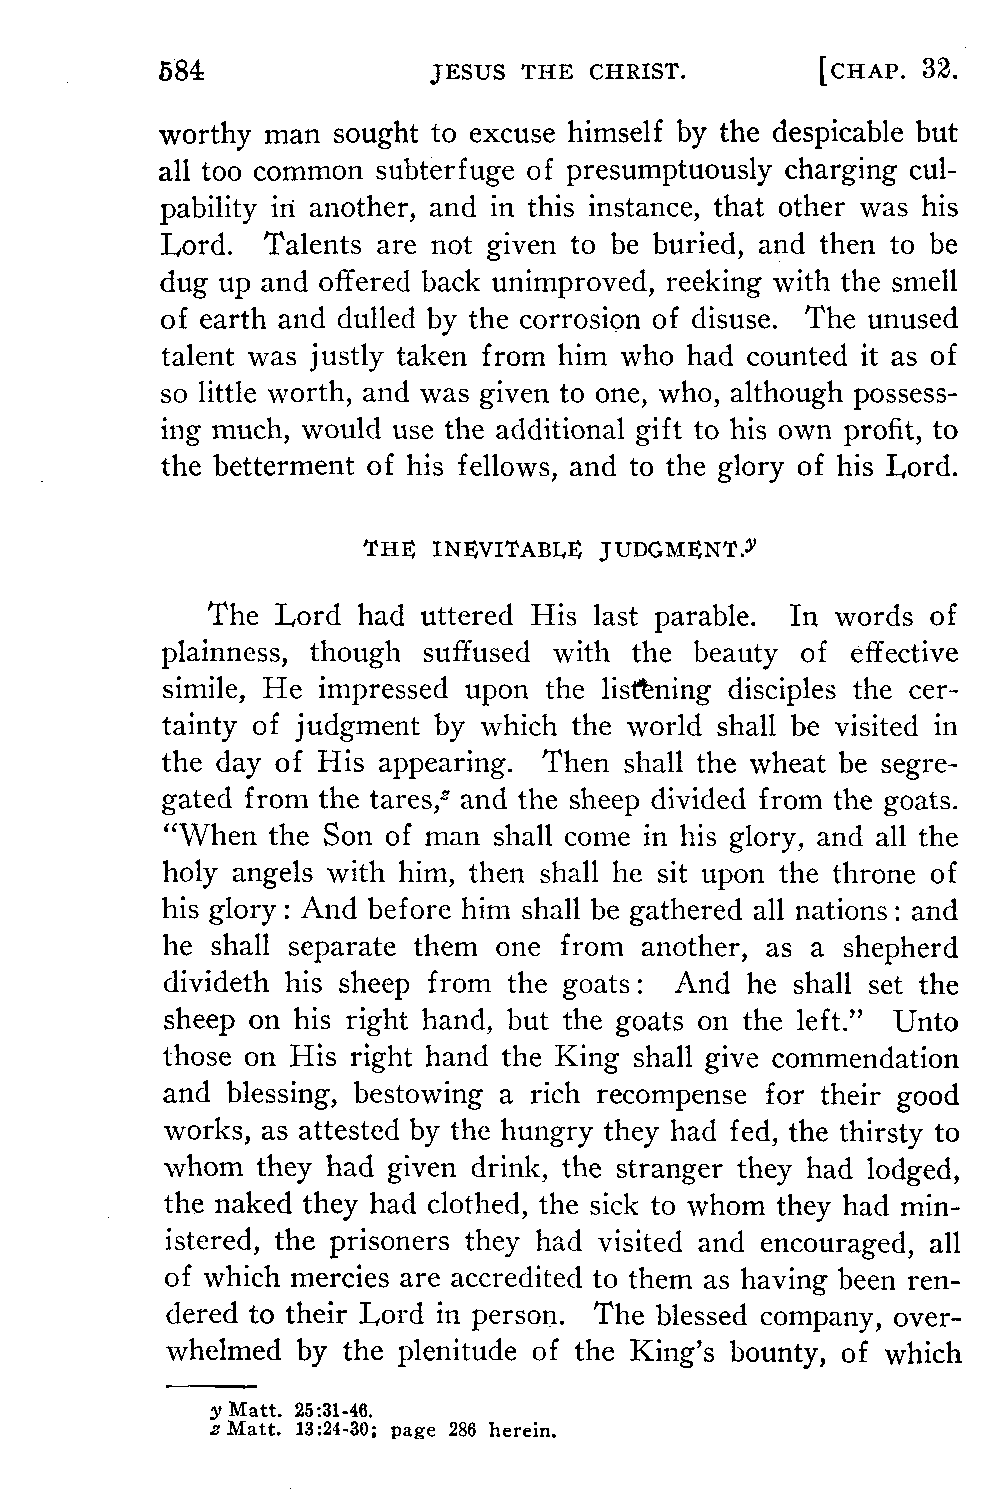 584 JESUS THE CHRIST. [CHAP. 32.
worthy man sought to excuse himself by the despicable but
all too common subterfuge of presumptuously charging cul-
pability in another, and in this instance, that other was his
Lord. Talents are not given to be buried, and then to be
dug up and offered back unimproved, reeking with the smell
of earth and dulled by the corrosion of disuse. The unused
talent was justly taken from him who had counted it as of
so little worth, and was given to one, who, although possess-
ing much, would use the additional gift to his own profit, to
the betterment of his fellows, and to the glory of his Lord.
THE INEVITABLE JUDGMENT.y
The Lord had uttered His last parable. In words of
plainness, though suffused with the beauty of effective
simile, He impressed upon the listening disciples the cer-
tainty of judgment by which the world shall be visited in
the day of His appearing. Then shall the wheat be segre-
gated from the tares,z and the sheep divided from the goats.
“When the Son of man shall come in his glory, and all the
holy angels with him, then shall he sit upon the throne of
his glory: And before him shall be gathered all nations: and
he shall separate them one from another, as a shepherd
divideth his sheep from the goats: And he shall set the
sheep on his right hand, but the goats on the left.” Unto
those on His right hand the King shall give commendation
and blessing, bestowing a rich recompense for their good
works, as attested by the hungry they had fed, the thirsty to
whom they had given drink, the stranger they had lodged,
the naked they had clothed, the sick to whom they had min-
istered, the prisoners they had visited and encouraged, all
of which mercies are accredited to them as having been ren-
dered to their Lord in person. The blessed company, over-
whelmed by the plenitude of the King’s bounty, of which
y Matt. 25:31-46.
z Matt. 13:24-30; page 286 herein.